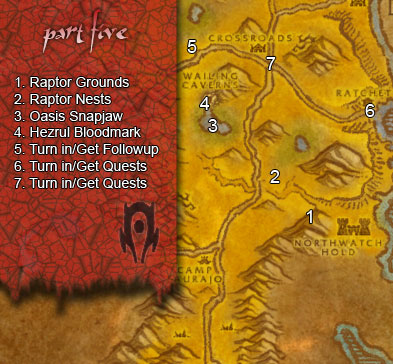 part five
1. Raptor Grounds
2. Raptor Nests
3. Oasis Snapjaw
4. Hezrul Bloodmark
5. Turn in/Get Followup
6. Turn in/Get Quests
7. Turn in/Get Quests
CROSSROADS
5
7
WAILING
CAVERNS
RATCHET
4
6
3
2
1
NORTHWATCH
HOLD
CAMP
URAJO